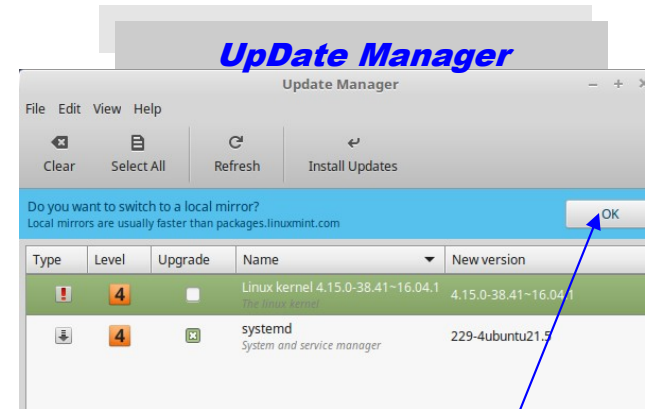 UpDate Manager
Update Manager
File Edit View Help
Clear Select All Refresh Install Updates
Do you want to switch to a local mirror?
Local mirrors are usually faster than packages.linuxmint.com
OK
Type Level Upgrade Name New version
4 Linux kernel 4.15.0-38.41~16.04.1 4.15.0-38.41~16.04.1
The linux kernel
4 systemd 229-4ubuntu21.5
System and service manager